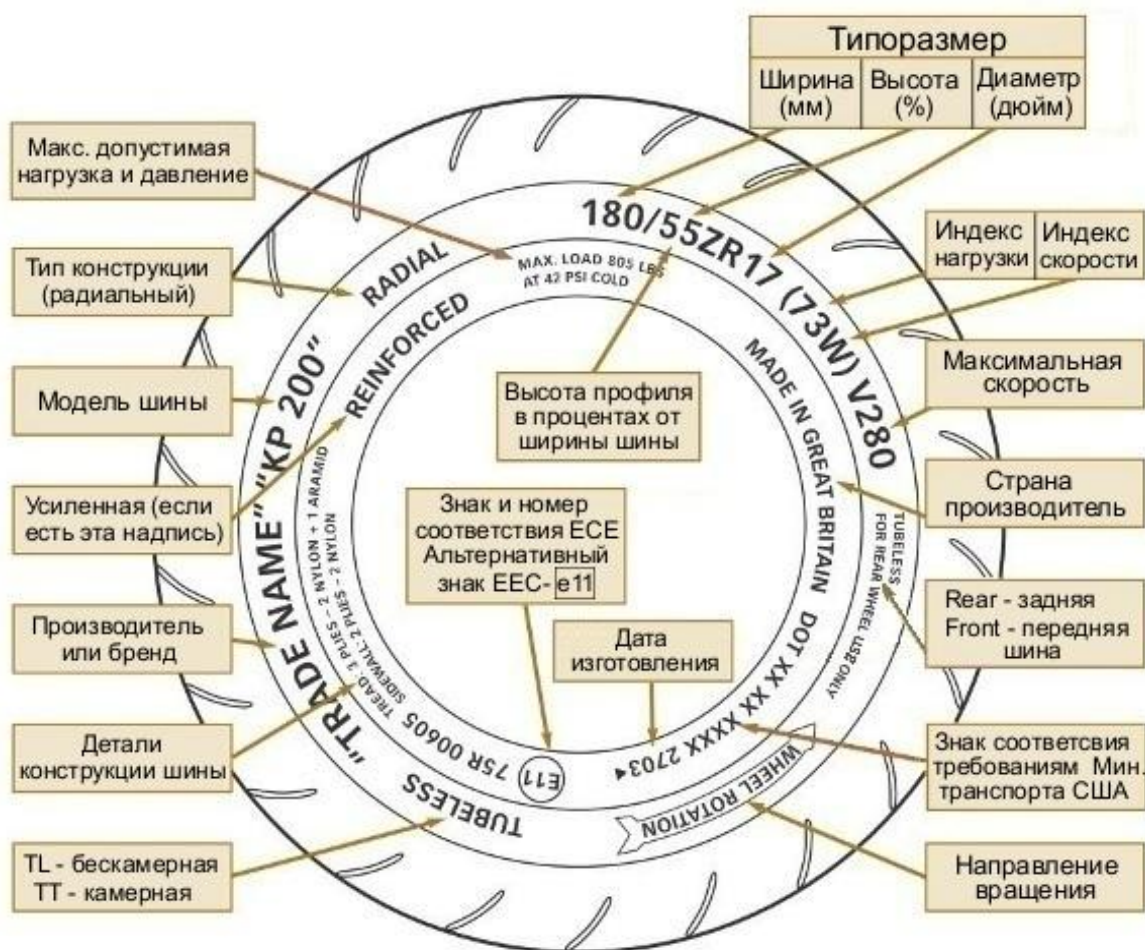 Типоразмер
Ширина (мм)
Высота (%)
Диаметр (дюйм)
Макс. допустимая
нагрузка и давление
Индекс нагрузки
Индекс скорости
Тип конструкции
(радиальный)
Максимальная
скорость
Модель шины
Высота профиля
в процентах от
ширины шины
Страна
производитель
Усиленная (если
есть эта надпись)
Знак и номер
соответствия ECE
Альтернативный
знак EEC- e11
Rear - задняя
Front - передняя
шина
Производитель
или бренд
Дата
изготовления
Детали
конструкции шины
Знак соответсвия
требованиям Мин.
транспорта США
TL - бескамерная
TT - камерная
Направление
вращения
180/55ZR17 (73W) V280
RADIAL
MAX. LOAD 805 LBS
AT 42 PSI COLD
REINFORCED
"KP 200"
"TRADE NAME"
MADE IN GREAT BRITAIN
DOT XX XX XXXX 2703◄
TUBELESS
FOR REAR WHEEL USE ONLY
TREAD: 3 PLIES – 2 NYLON + 1 ARAMID
SIDEWALL: 2 PLIES – 2 NYLON
E11 75R 00605
TUBELESS
WHEEL ROTATION